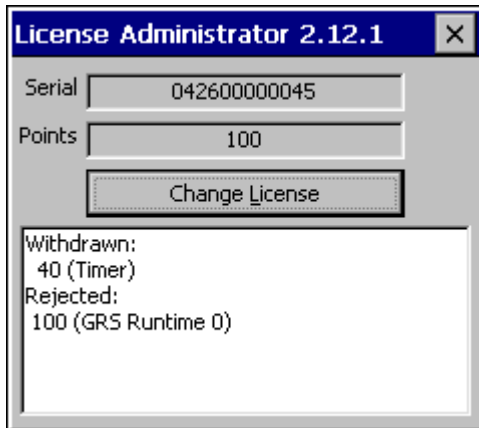 License Administrator 2.12.1
Serial 042600000045
Points 100
Change License
Withdrawn:
40 (Timer)
Rejected:
100 (GRS Runtime 0)